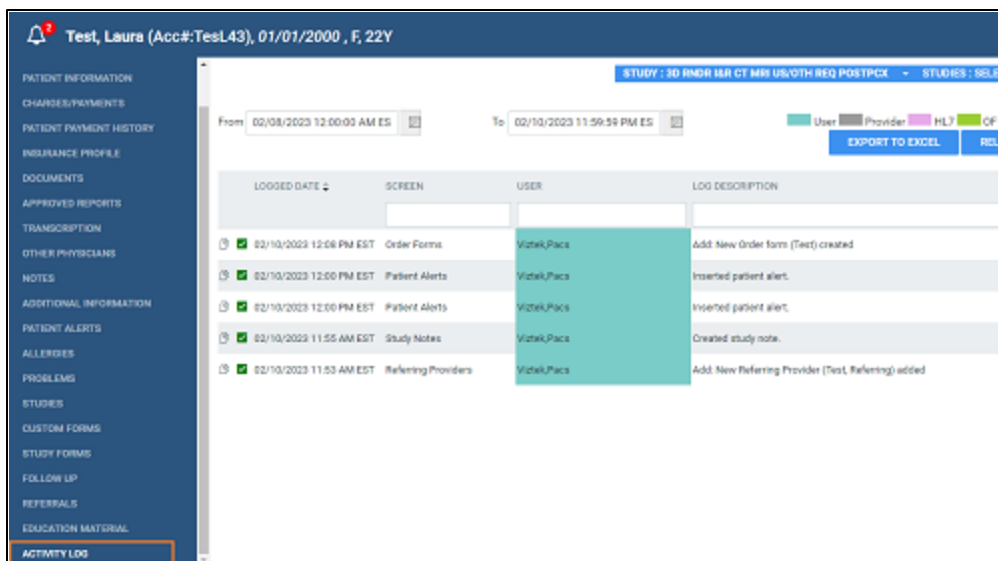 2
Test, Laura (Acc#:TesL43), 01/01/2000 , F, 22Y
PATIENT INFORMATION
CHARGES/PAYMENTS
PATIENT PAYMENT HISTORY
INSURANCE PROFILE
DOCUMENTS
APPROVED REPORTS
TRANSCRIPTION
OTHER PHYSICIANS
NOTES
ADDITIONAL INFORMATION
PATIENT ALERTS
ALLERGIES
PROBLEMS
STUDIES
CUSTOM FORMS
STUDY FORMS
FOLLOW UP
REFERRALS
EDUCATION MATERIAL
ACTIVITY LOG
STUDY : 3D RNDR I&R CT MRI US/OTH REQ POSTPCX - STUDIES : SELE
From 02/08/2023 12:00:00 AM ES To 02/10/2023 11:59:59 PM ES
User Provider HL7 OF
EXPORT TO EXCEL REL
LOGGED DATE SCREEN USER LOG DESCRIPTION
02/10/2023 12:08 PM EST Order Forms Viztek,Pacs Add: New Order form (Test) created
02/10/2023 12:00 PM EST Patient Alerts Viztek,Pacs Inserted patient alert.
02/10/2023 12:00 PM EST Patient Alerts Viztek,Pacs Inserted patient alert.
02/10/2023 11:55 AM EST Study Notes Viztek,Pacs Created study note.
02/10/2023 11:53 AM EST Referring Providers Viztek,Pacs Add: New Referring Provider (Test, Referring) added